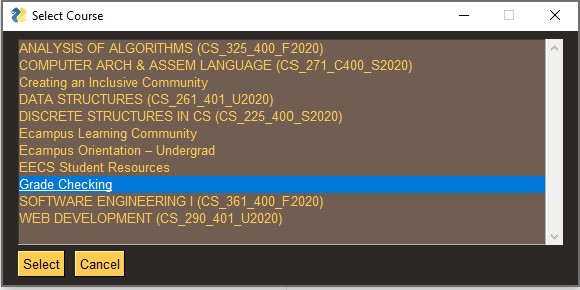 Select Course
ANALYSIS OF ALGORITHMS (CS_325_400_F2020)
COMPUTER ARCH & ASSEM LANGUAGE (CS_271_C400_S2020)
Creating an Inclusive Community
DATA STRUCTURES (CS_261_401_U2020)
DISCRETE STRUCTURES IN CS (CS_225_400_S2020)
Ecampus Learning Community
Ecampus Orientation – Undergrad
EECS Student Resources
Grade Checking
SOFTWARE ENGINEERING I (CS_361_400_F2020)
WEB DEVELOPMENT (CS_290_401_U2020)
Select Cancel